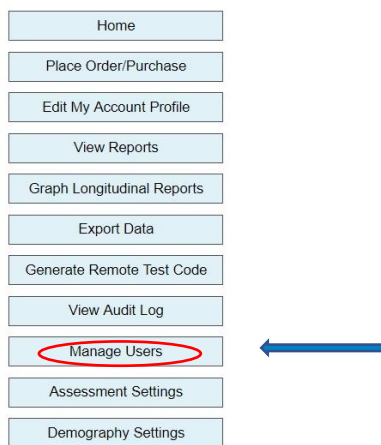 Home
Place Order/Purchase
Edit My Account Profile
View Reports
Graph Longitudinal Reports
Export Data
Generate Remote Test Code
View Audit Log
Manage Users
Assessment Settings
Demography Settings